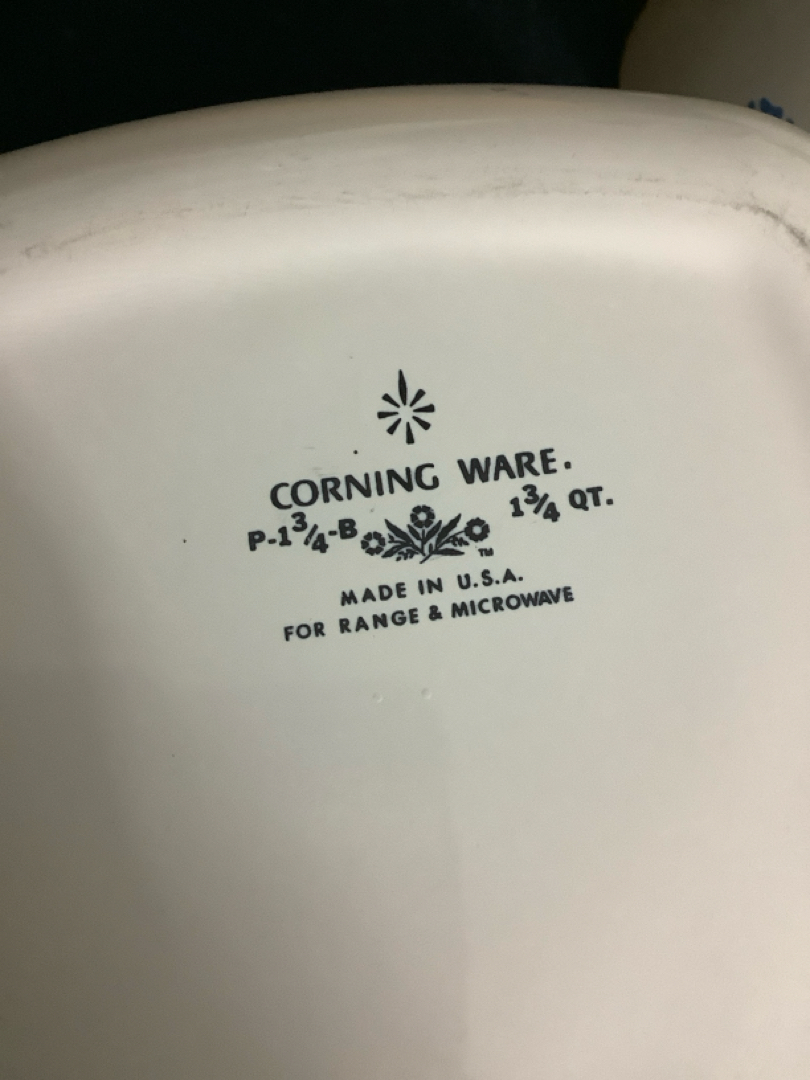 CORNING WARE.
P-1¾-B 1¾ QT.
TM
MADE IN U.S.A.
FOR RANGE & MICROWAVE